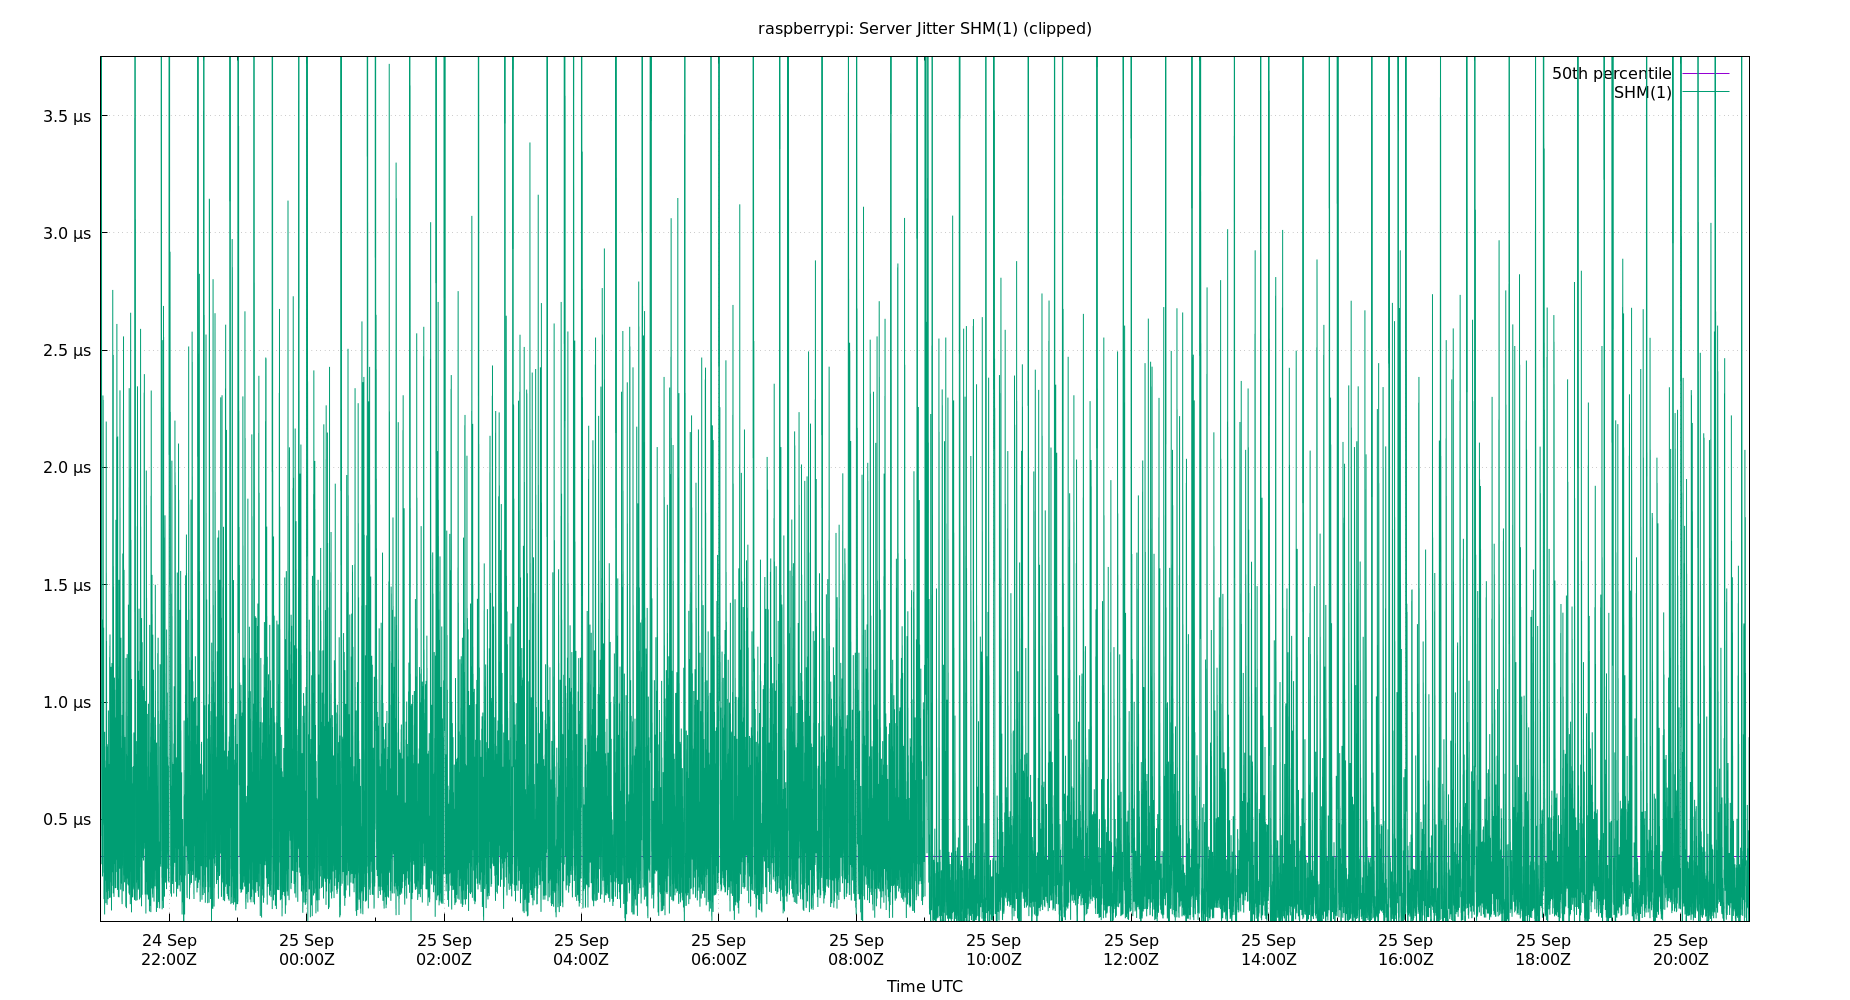 raspberrypi: Server Jitter SHM(1) (clipped)
50th percentile
SHM(1)
3.5 µs
3.0 µs
2.5 µs
2.0 µs
1.5 µs
1.0 µs
0.5 µs
24 Sep 25 Sep 25 Sep 25 Sep 25 Sep 25 Sep 25 Sep 25 Sep 25 Sep 25 Sep 25 Sep 25 Sep
22:00Z 00:00Z 02:00Z 04:00Z 06:00Z 08:00Z 10:00Z 12:00Z 14:00Z 16:00Z 18:00Z 20:00Z
Time UTC